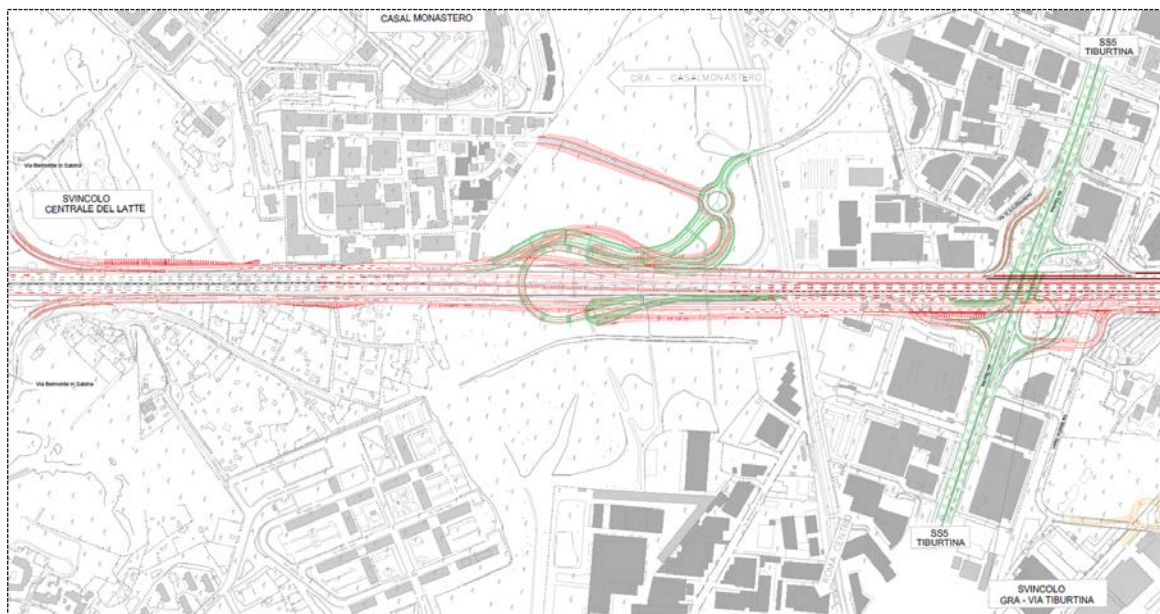 CASAL MONASTERO
SS5
TIBURTINA
GRA - CASALMONASTERO
Via Belmonte in Sabina
SVINCOLO
CENTRALE DEL LATTE
Via Belmonte in Sabina
SS5
TIBURTINA
SVINCOLO
GRA - VIA TIBURTINA